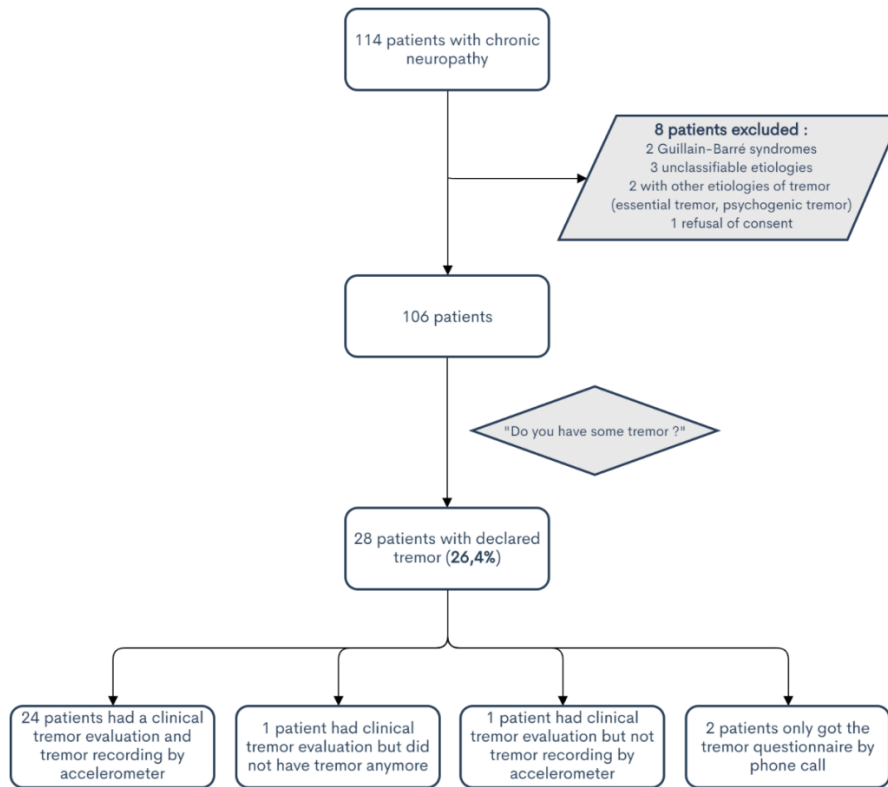 114 patients with chronic
neuropathy
8 patients excluded :
2 Guillain-Barré syndromes
3 unclassifiable etiologies
2 with other etiologies of tremor
(essential tremor, psychogenic tremor)
1 refusal of consent
106 patients
"Do you have some tremor ?"
28 patients with declared
tremor (26,4%)
24 patients had a clinical
tremor evaluation and
tremor recording by
accelerometer
1 patient had clinical
tremor evaluation but did
not have tremor anymore
1 patient had clinical
tremor evaluation but not
tremor recording by
accelerometer
2 patients only got the
tremor questionnaire by
phone call